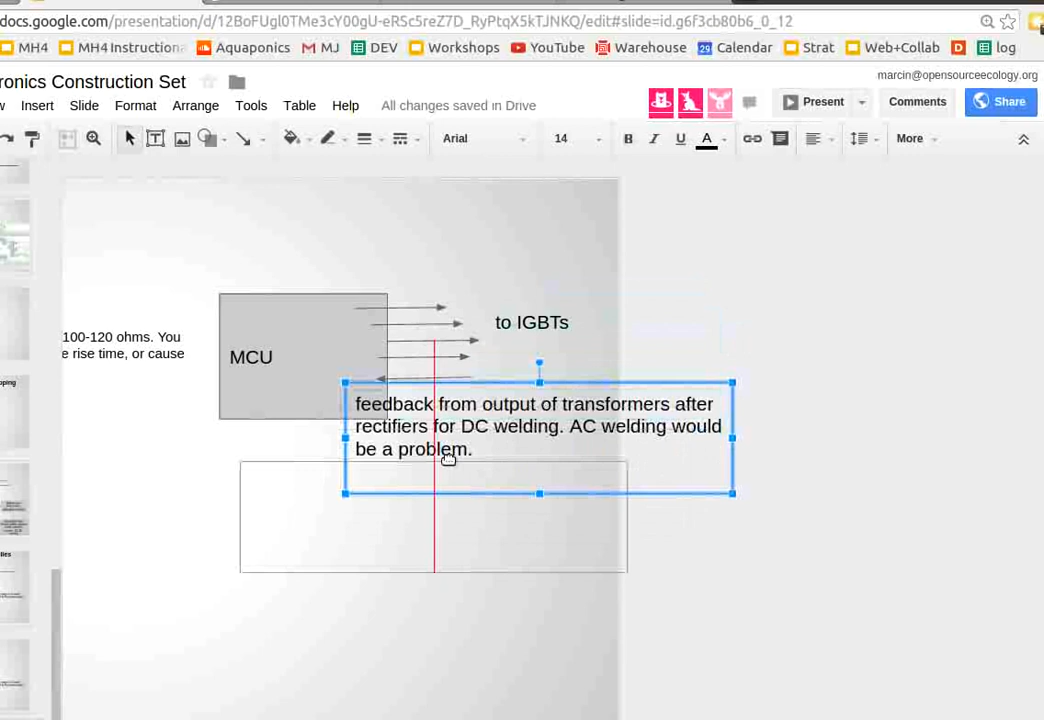 docs.google.com/presentation/d/12BoFUgl0TMe3cY00gU-eRSc5reZ7D_RyPtqX5kTJNKQ/edit#slide=id.g6f3cb80b6_0_12
MH4 MH4 Instructiona Aquaponics MJ DEV Workshops YouTube Warehouse 29 Calendar Strat Web+Collab D log
ronics Construction Set
marcin@opensourceecology.org
w Insert Slide Format Arrange Tools Table Help All changes saved in Drive
Present Comments Share
Arial 14 B I U A More
to IGBTs
100-120 ohms. You
e rise time, or cause
MCU
feedback from output of transformers after
rectifiers for DC welding. AC welding would
be a problem.